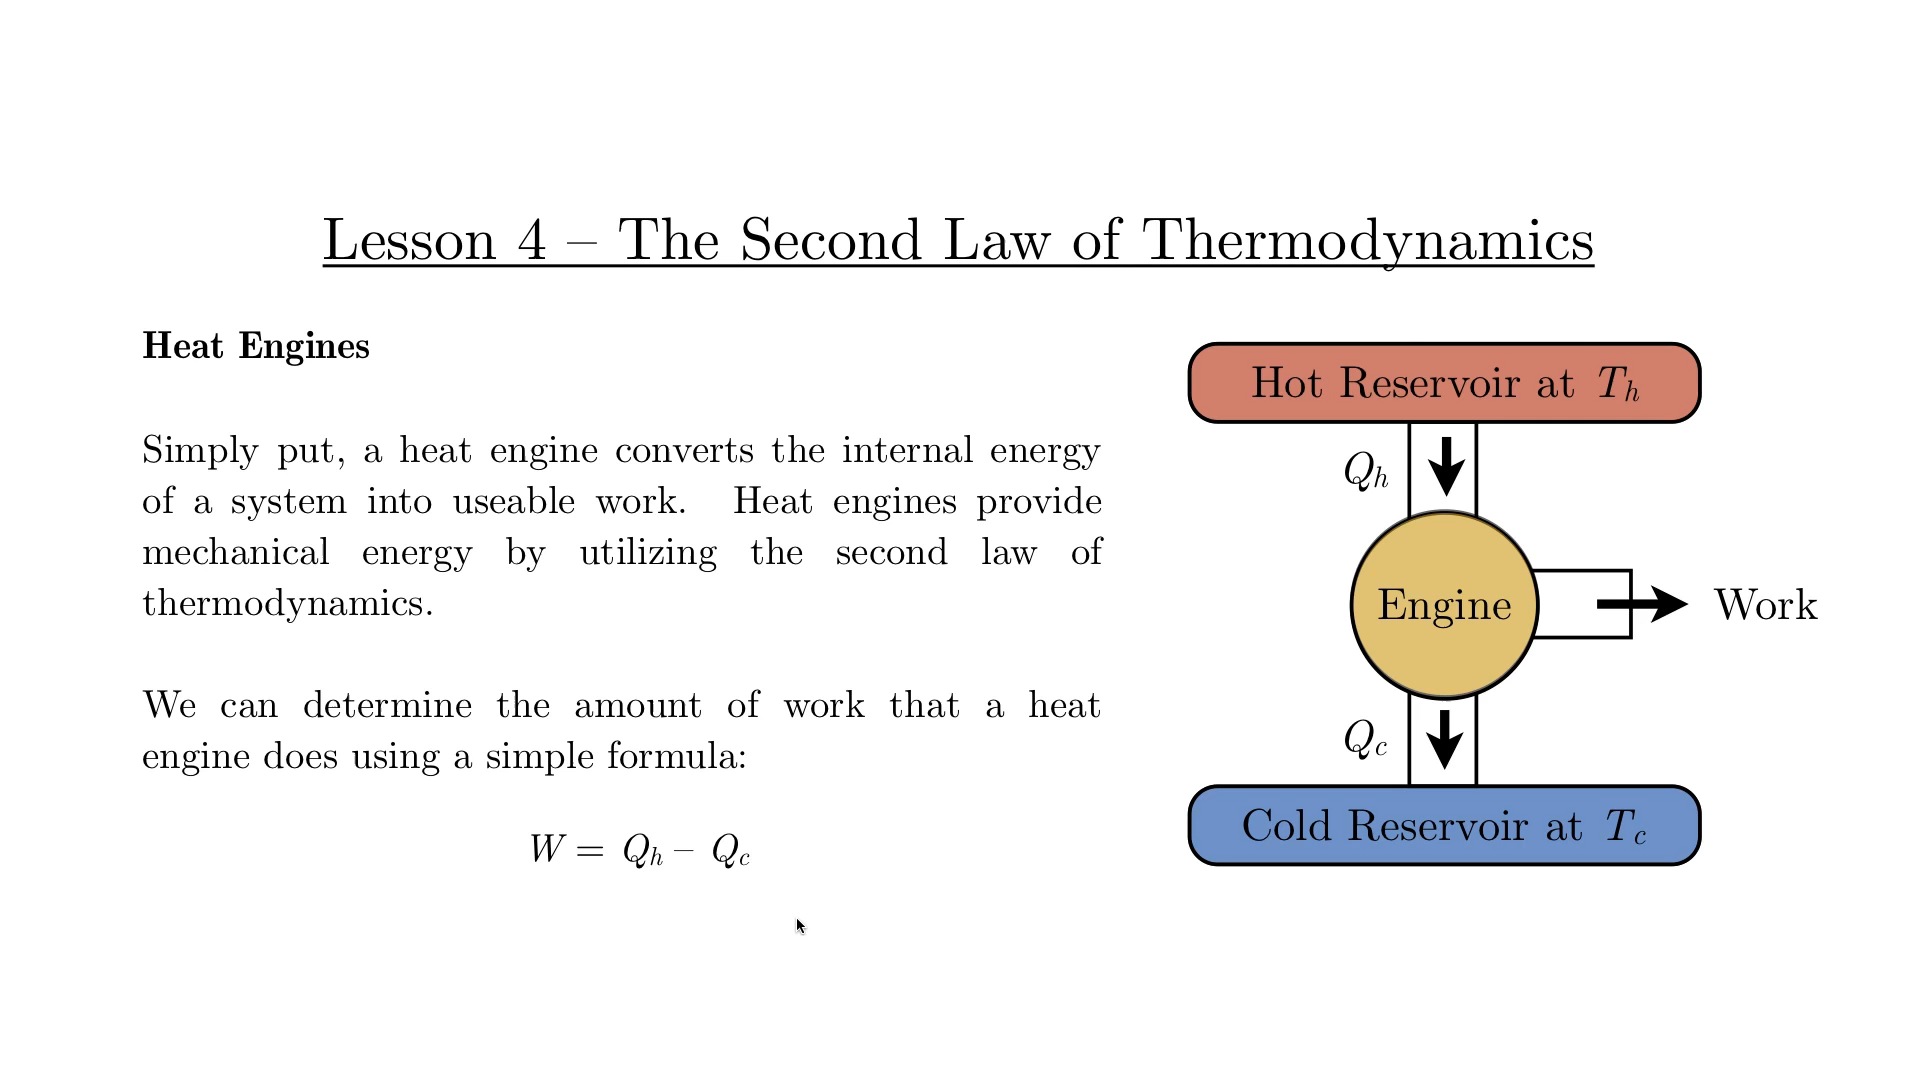 Lesson 4 – The Second Law of Thermodynamics
Heat Engines
Simply put, a heat engine converts the internal energy
of a system into useable work. Heat engines provide
mechanical energy by utilizing the second law of
thermodynamics.
We can determine the amount of work that a heat
engine does using a simple formula:
W = Qₕ – Q𝑐
Hot Reservoir at Tₕ
Qₕ
Engine
Work
Q𝑐
Cold Reservoir at T𝑐